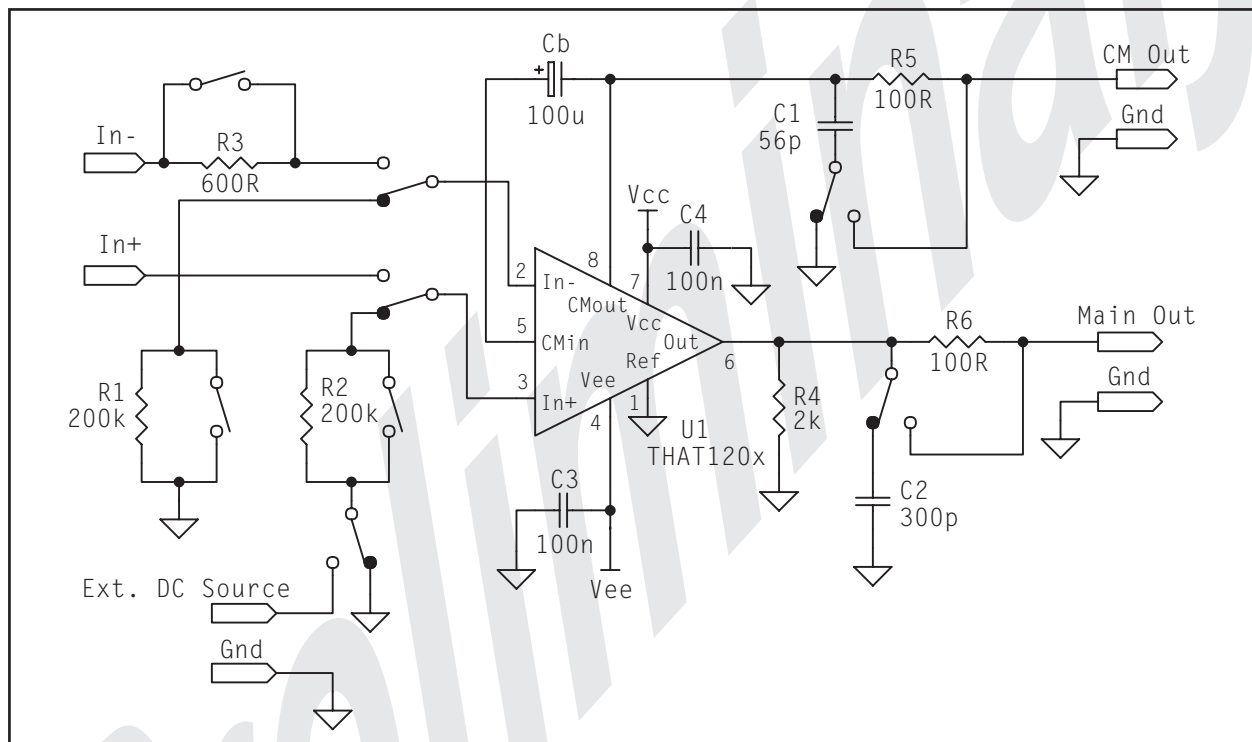 Cb
+
100u
R5
100R
CM Out
C1
56p
Gnd
In-
R3
600R
Vcc
C4
100n
In+
8
7
2
In-
CMout
Vcc
5
CMin
Out
6
Ref
3
In+
Vee
1
4
U1
THAT120x
R6
100R
Main Out
Gnd
R4
2k
R1
200k
R2
200k
C3
100n
Vee
C2
300p
Ext. DC Source
Gnd
preliminary